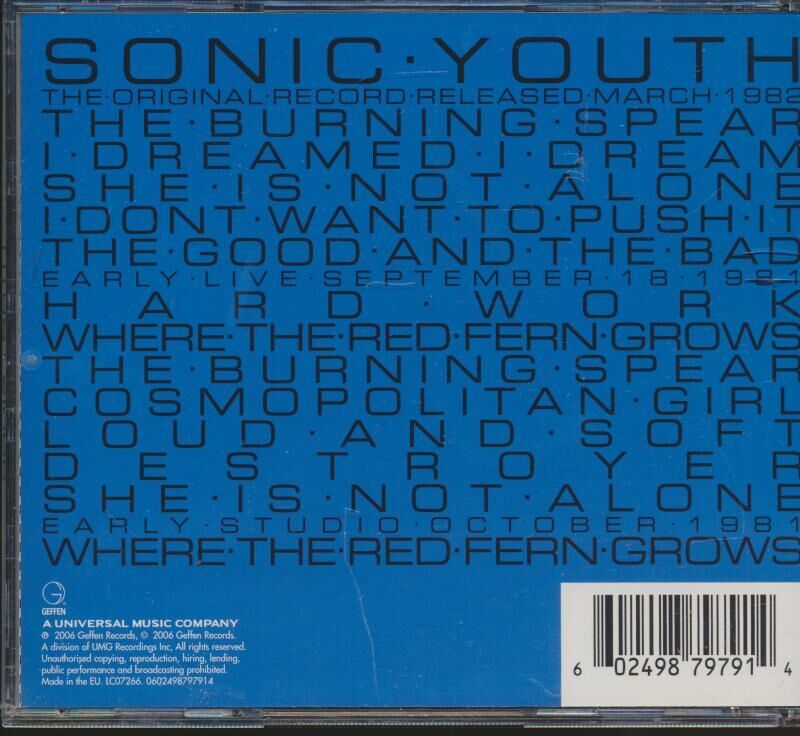 SONIC·YOUTH
THE·ORIGINAL·RECORD·RELEASED·MARCH·1982
THE·BURNING·SPEAR
I·DREAMED·I·DREAM
SHE·IS·NOT·ALONE
I·DONT·WANT·TO·PUSH·IT
THE·GOOD·AND·THE·BAD
EARLY·LIVE·SEPTEMBER·18·1981
HARD·WORK
WHERE·THE·RED·FERN·GROWS
THE·BURNING·SPEAR
COSMOPOLITAN·GIRL
LOUD·AND·SOFT
DESTROYER
SHE·IS·NOT·ALONE
EARLY·STUDIO·OCTOBER·1981
WHERE·THE·RED·FERN·GROWS
GEFFEN
A UNIVERSAL MUSIC COMPANY
℗ 2006 Geffen Records, © 2006 Geffen Records.
A division of UMG Recordings Inc, All rights reserved.
Unauthorised copying, reproduction, hiring, lending,
public performance and broadcasting prohibited.
Made in the EU. LC07266. 0602498797914
6 02498 79791 4